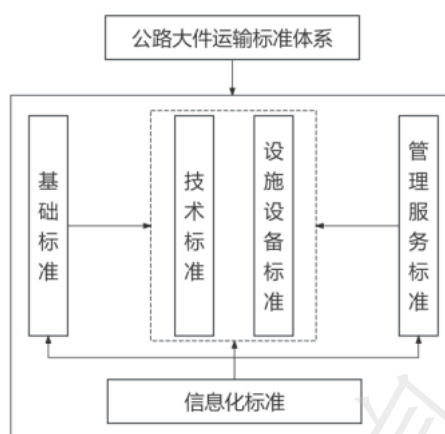 公路大件运输标准体系
基础标准
技术标准
设施设备标准
管理服务标准
信息化标准